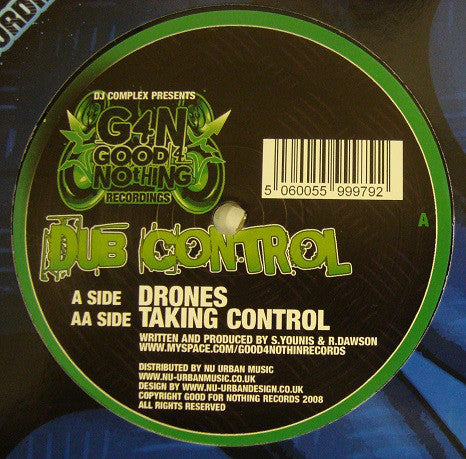 DJ COMPLEX PRESENTS
G4N
GOOD 4
NOtHING
RECORDINGS
5 060055 999792
A
DUB CONTROL
A SIDE DRONES
AA SIDE TAKING CONTROL
WRITTEN AND PRODUCED BY S.YOUNIS & R.DAWSON
WWW.MYSPACE.COM/GOOD4NOTHINRECORDS
DISTRIBUTED BY NU URBAN MUSIC
WWW.NU-URBANMUSIC.CO.UK
DESIGN BY WWW.NU-URBANDESIGN.CO.UK
COPYRIGHT GOOD FOR NOTHING RECORDS 2008
ALL RIGHTS RESERVED